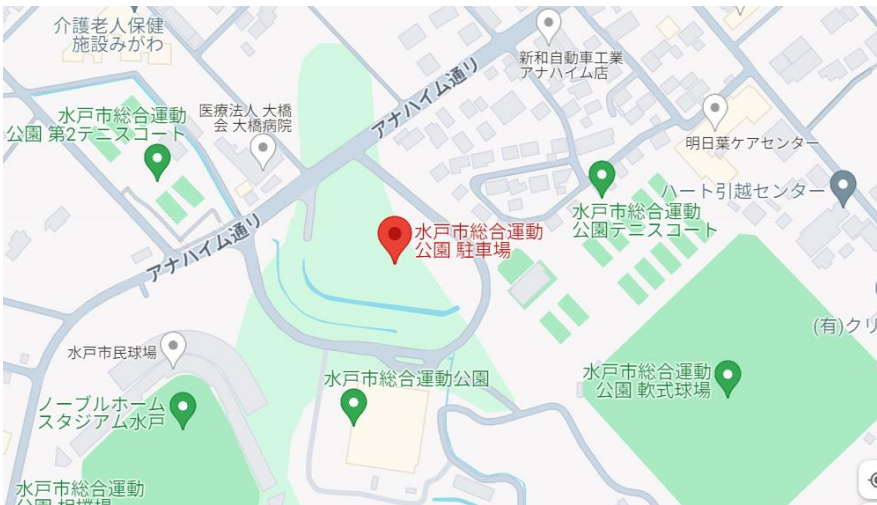 介護老人保健
施設みがわ
新和自動車工業
アナハイム店
アナハイム通り
水戸市総合運動
公園 第2テニスコート
医療法人 大橋
会 大橋病院
明日葉ケアセンター
ハート引越センター
水戸市総合運動
公園テニスコート
水戸市総合運動
公園 駐車場
アナハイム通り
(有)クリ
水戸市民球場
水戸市総合運動公園
水戸市総合運動
公園 軟式球場
ノーブルホーム
スタジアム水戸
水戸市総合運動
公園 相撲場